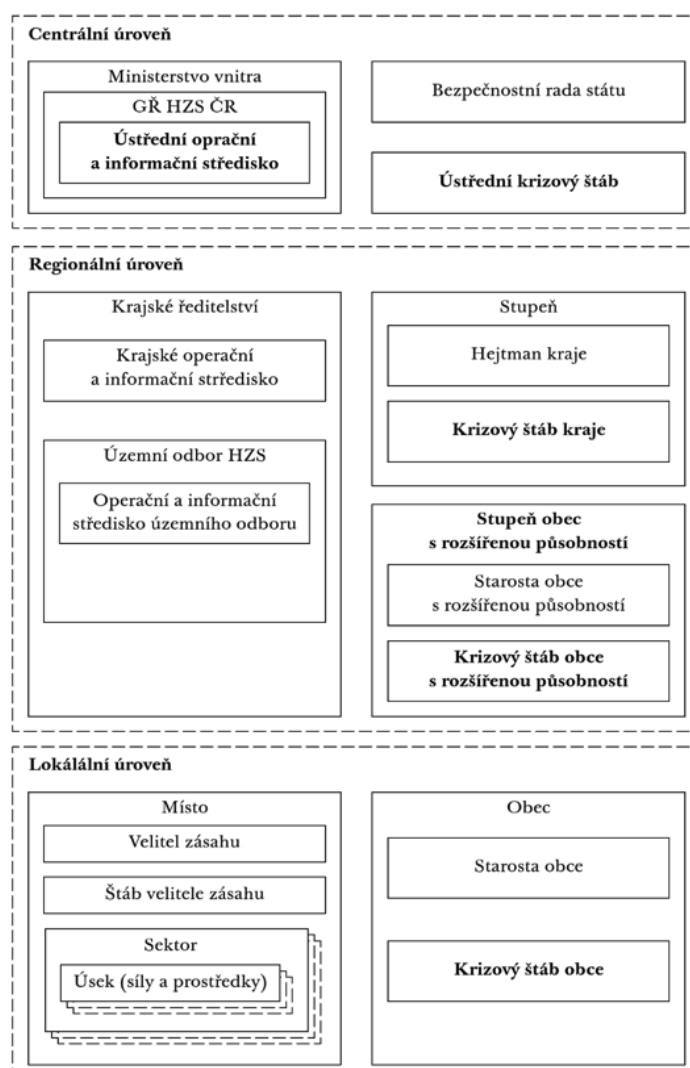 Centrální úroveň
Ministerstvo vnitra
GŘ HZS ČR
Ústřední oprační
a informační středisko
Bezpečnostní rada státu
Ústřední krizový štáb
Regionální úroveň
Krajské ředitelství
Krajské operační
a informační strředisko
Územní odbor HZS
Operační a informační
středisko územního odboru
Stupeň
Hejtman kraje
Krizový štáb kraje
Stupeň obec
s rozšířenou působností
Starosta obce
s rozšířenou působností
Krizový štáb obce
s rozšířenou působností
Lokálální úroveň
Místo
Velitel zásahu
Štáb velitele zásahu
Sektor
Úsek (síly a prostředky)
Obec
Starosta obce
Krizový štáb obce